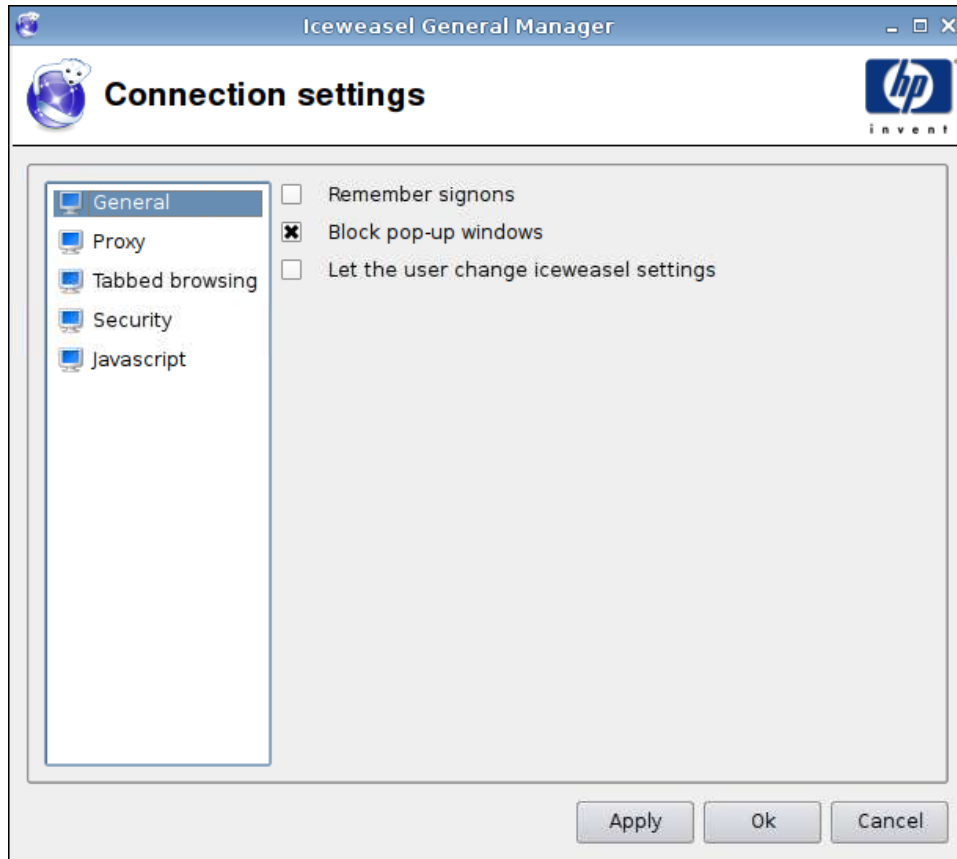 Iceweasel General Manager
Connection settings
hp
invent
General
Proxy
Tabbed browsing
Security
Javascript
Remember signons
Block pop-up windows
Let the user change iceweasel settings
Apply
Ok
Cancel